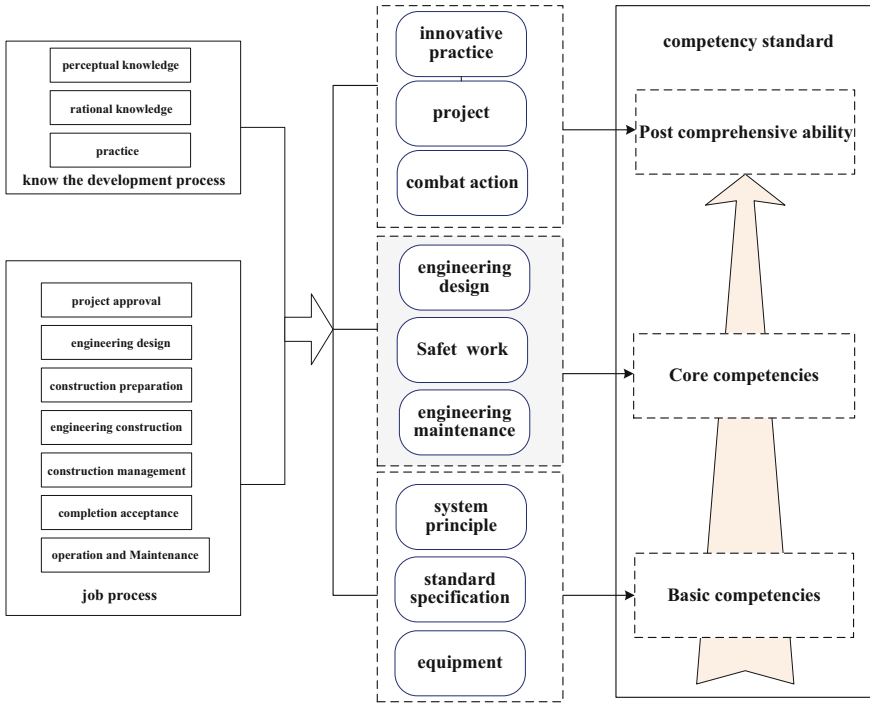 perceptual knowledge
rational knowledge
practice
know the development process
project approval
engineering design
construction preparation
engineering construction
construction management
completion acceptance
operation and Maintenance
job process
innovative
practice
project
combat action
engineering
design
Safet work
engineering
maintenance
system
principle
standard
specification
equipment
competency standard
Post comprehensive ability
Core competencies
Basic competencies